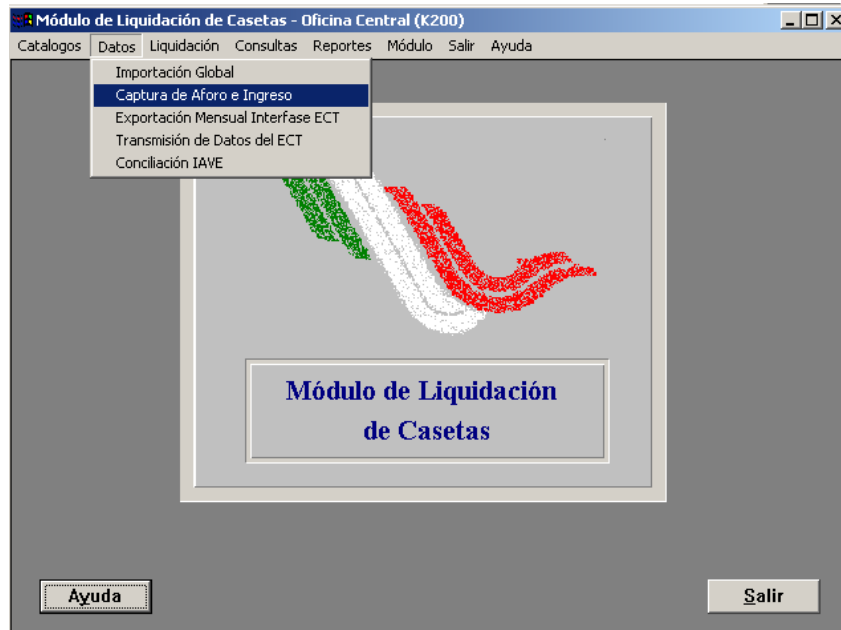 Módulo de Liquidación de Casetas - Oficina Central (K200)
Catalogos Datos Liquidación Consultas Reportes Módulo Salir Ayuda
Importación Global
Captura de Aforo e Ingreso
Exportación Mensual Interfase ECT
Transmisión de Datos del ECT
Conciliación IAVE
Módulo de Liquidación
de Casetas
Ayuda Salir